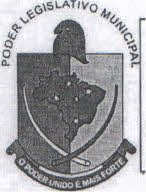 PODER LEGISLATIVO MUNICIPAL
O PODER UNIDO É MAIS FORTE